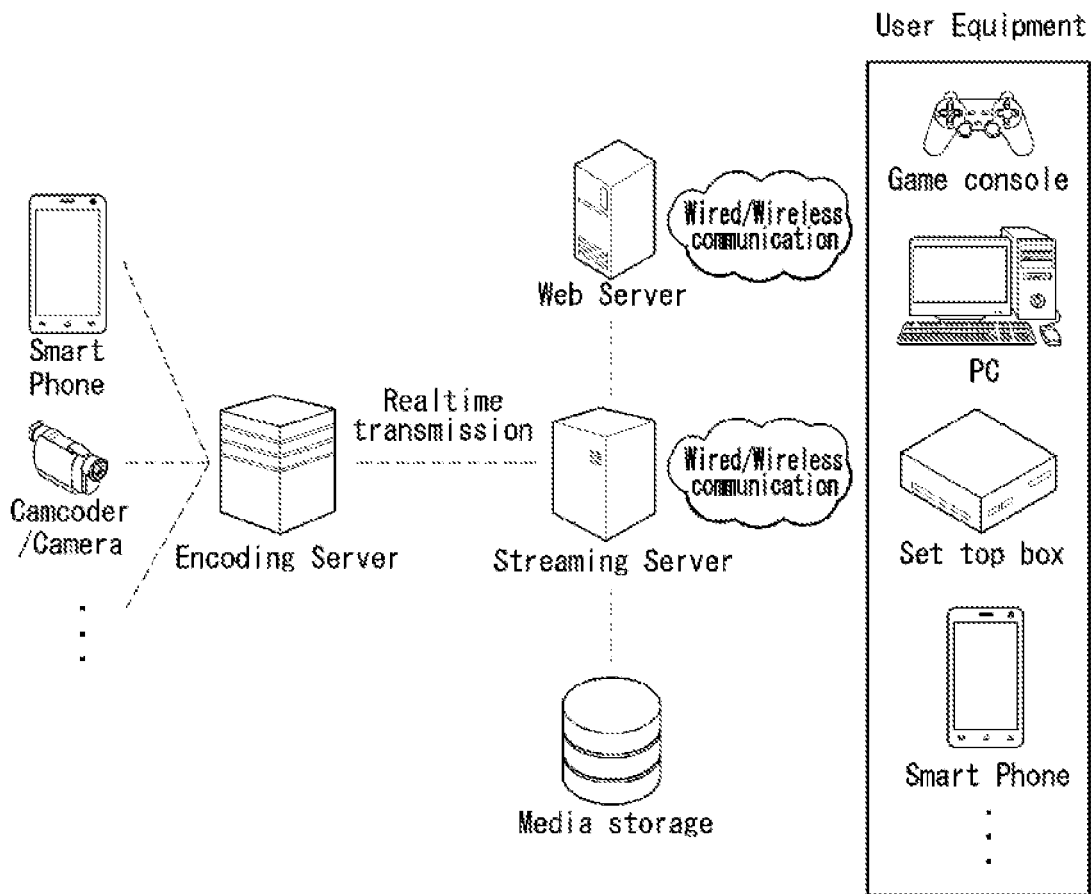 User Equipment
Game console
Wired/Wireless
communication
Web Server
Smart
Phone
PC
Realtime
transmission
Wired/Wireless
communication
Camcoder
/Camera
Encoding Server
Streaming Server
Set top box
Smart Phone
Media storage